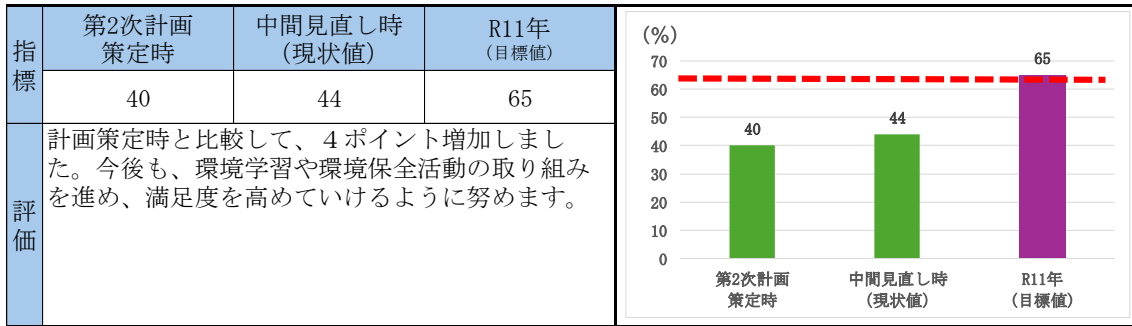 指標
第2次計画
策定時
中間見直し時
(現状値)
R11年
(目標値)
40
44
65
評価
計画策定時と比較して、４ポイント増加しまし
た。今後も、環境学習や環境保全活動の取り組み
を進め、満足度を高めていけるように努めます。
(%)
70
60
50
40
30
20
10
0
40
44
65
第2次計画
策定時
中間見直し時
(現状値)
R11年
(目標値)